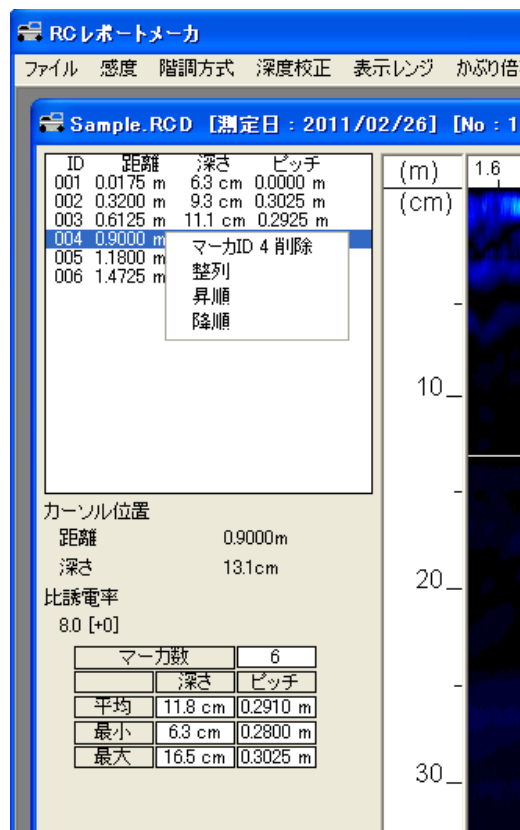 RCレポートメーカ
ファイル 感度 階調方式 深度校正 表示レンジ かぶり倍
Sample.RCD [測定日 : 2011/02/26] [No : 1
ID 距離 深さ ピッチ
001 0.0175 m 6.3 cm 0.0000 m
002 0.3200 m 9.3 cm 0.3025 m
003 0.6125 m 11.1 cm 0.2925 m
004 0.9000 m
005 1.1800 m
006 1.4725 m
マーカID 4 削除
整列
昇順
降順
(m) 1.6
(cm)
10
20
30
カーソル位置
距離 0.9000m
深さ 13.1cm
比誘電率
8.0 [+0]
マーカ数 6
深さ ピッチ
平均 11.8 cm 0.2910 m
最小 6.3 cm 0.2800 m
最大 16.5 cm 0.3025 m